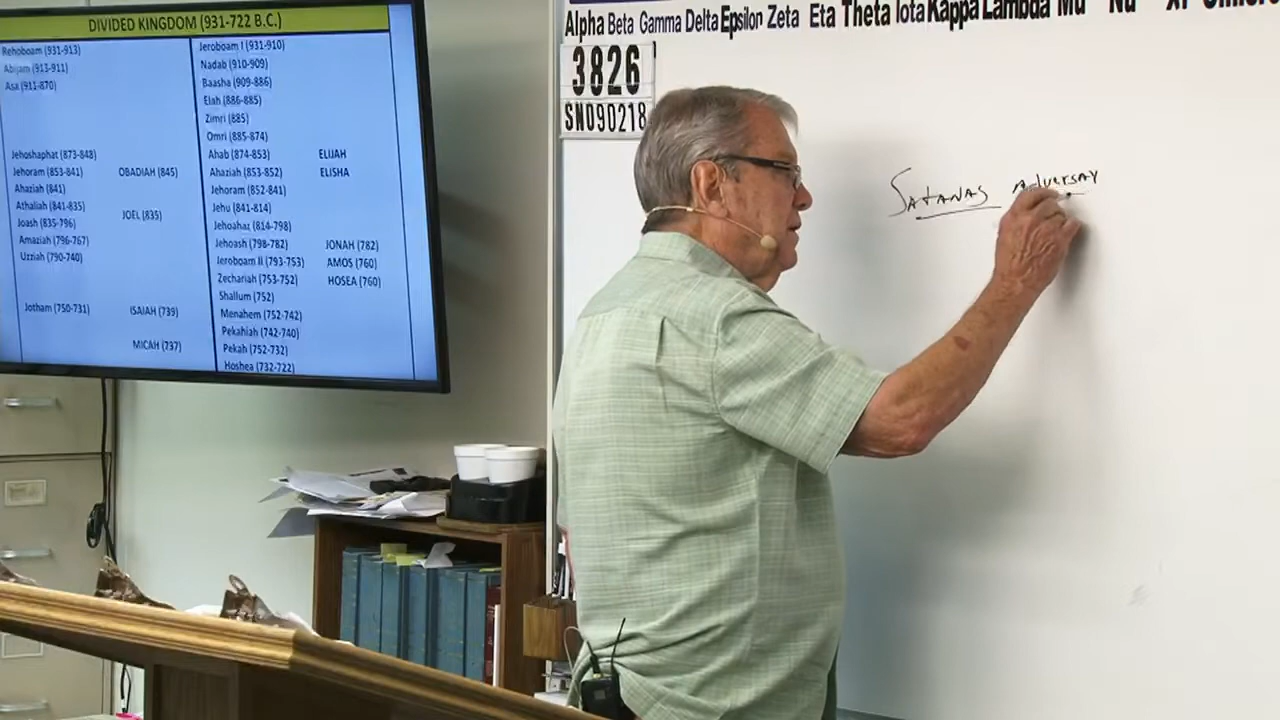 DIVIDED KINGDOM (931-722 B.C.)
Rehoboam (931-913)
Abijam (913-911)
Asa (911-870)
Jehoshaphat (873-848)
Jehoram (853-841) OBADIAH (845)
Ahaziah (841)
Athaliah (841-835)
JOEL (835)
Joash (835-796)
Amaziah (796-767)
Uzziah (790-740)
Jotham (750-731) ISAIAH (739)
MICAH (737)
Jeroboam I (931-910)
Nadab (910-909)
Baasha (909-886)
Elah (886-885)
Zimri (885)
Omri (885-874)
Ahab (874-853) ELIJAH
Ahaziah (853-852) ELISHA
Jehoram (852-841)
Jehu (841-814)
Jehoahaz (814-798)
Jehoash (798-782) JONAH (782)
Jeroboam II (793-753) AMOS (760)
Zechariah (753-752) HOSEA (760)
Shallum (752)
Menahem (752-742)
Pekahiah (742-740)
Pekah (752-732)
Hoshea (732-722)
Alpha Beta Gamma Delta Epsilon Zeta Eta Theta Iota Kappa Lambda Mu Nu Xi
3826
SN090218
SATANAS Adversay